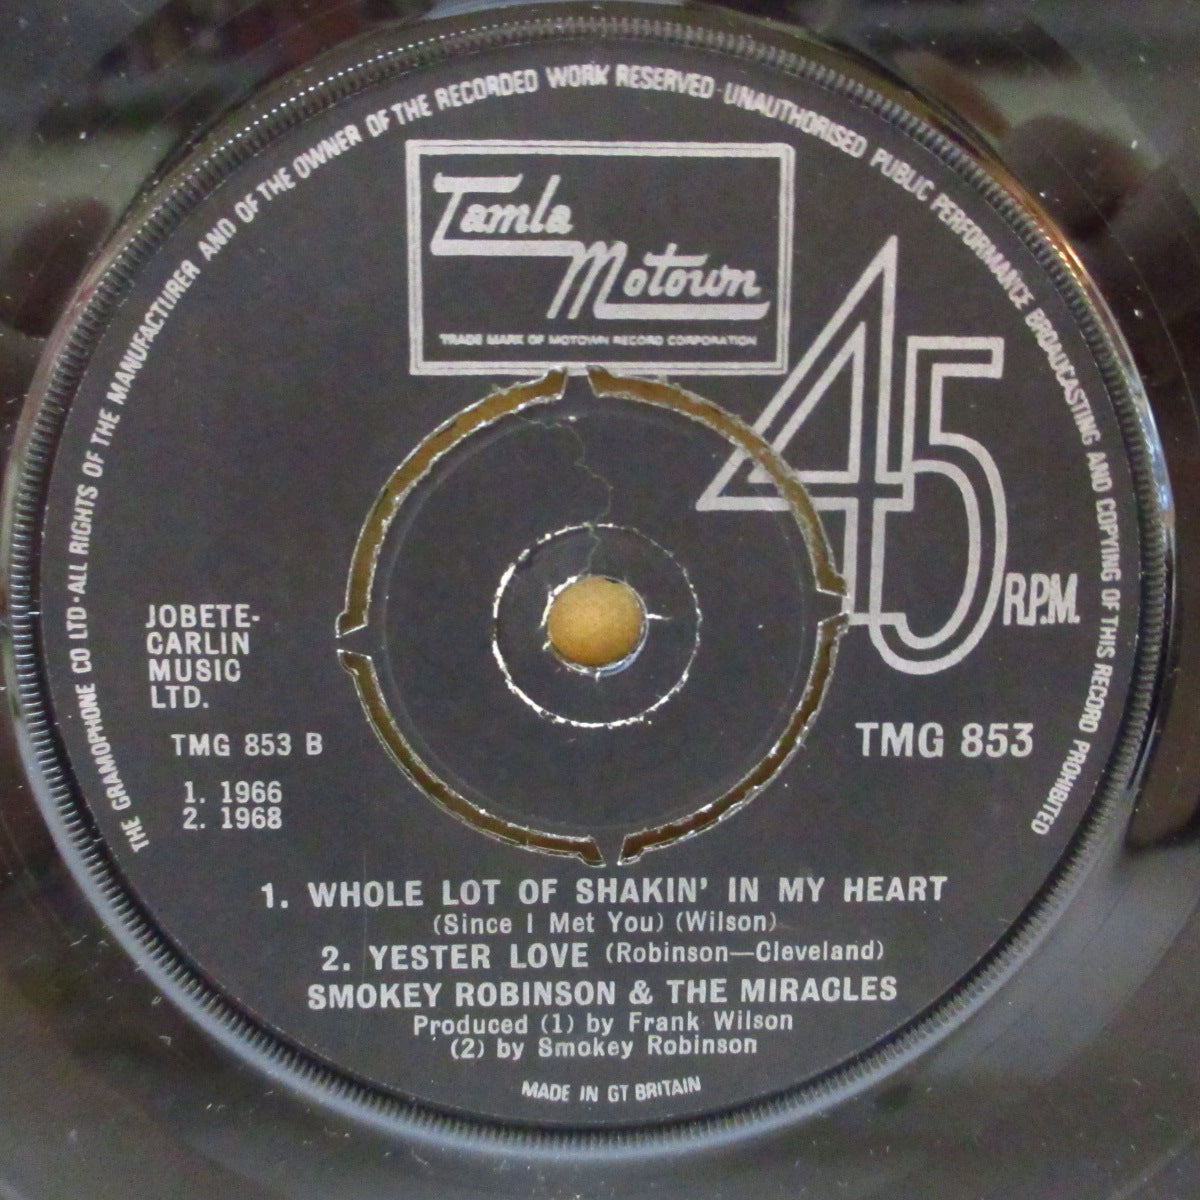 THE GRAMOPHONE CO LTD · ALL RIGHTS OF THE MANUFACTURER AND OF THE OWNER OF THE RECORDED WORK RESERVED · UNAUTHORISED PUBLIC PERFORMANCE BROADCASTING AND COPYING OF THIS RECORD PROHIBITED
Tamla
Motown
TRADE MARK OF MOTOWN RECORD CORPORATION
45
R.P.M.
JOBETE-
CARLIN
MUSIC
LTD.
TMG 853 B
1. 1966
2. 1968
TMG 853
1. WHOLE LOT OF SHAKIN' IN MY HEART
(Since I Met You) (Wilson)
2. YESTER LOVE (Robinson—Cleveland)
SMOKEY ROBINSON & THE MIRACLES
Produced (1) by Frank Wilson
(2) by Smokey Robinson
MADE IN GT BRITAIN